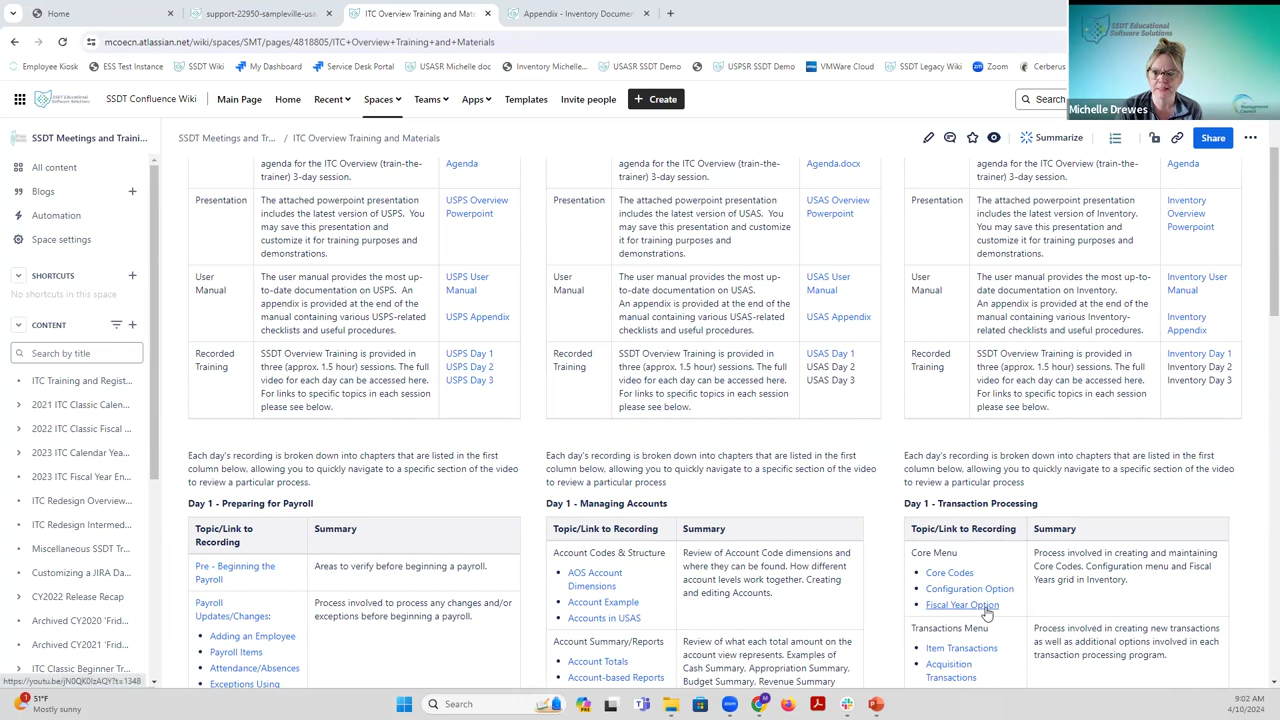 Home
support-22950-sampleville-usa
ITC Overview Training and Mate
Appendix - Inventory Documen
mcoecn.atlassian.net/wiki/spaces/SMT/pages/4818805/ITC+Overview+Training+and+Materials
Employee Kiosk
ESS Test Instance
SSDT Wiki
My Dashboard
Service Desk Portal
USASR Michelle doc
Inventory Michelle...
USASR SSDT Demo
USPSR SSDT Demo
VMWare Cloud
SSDT Legacy Wiki
Zoom
Cerberus
SSDT Educational
Software Solutions
Michelle Drewes
SSDT Confluence Wiki
Main Page
Home
Recent
Spaces
Teams
Apps
Templates
Invite people
+ Create
Search
SSDT Meetings and Traini...
SSDT Meetings and Tr... / ITC Overview Training and Materials
Summarize
Share
All content
Blogs
Automation
Space settings
SHORTCUTS
No shortcuts in this space
CONTENT
Search by title
ITC Training and Regist...
2021 ITC Classic Calen...
2022 ITC Classic Fiscal ...
2023 ITC Calendar Yea...
2023 ITC Fiscal Year En...
ITC Redesign Overview...
ITC Redesign Intermed...
Miscellaneous SSDT Tr...
Customizing a JIRA Da...
CY2022 Release Recap
Archived CY2020 'Frid...
Archived CY2021 'Frid...
ITC Classic Beginner Tr...
agenda for the ITC Overview (train-the-
trainer) 3-day session.
Agenda
Presentation
The attached powerpoint presentation
includes the latest version of USPS. You
may save this presentation and
customize it for training purposes and
demonstrations.
USPS Overview
Powerpoint
User
Manual
The user manual provides the most up-
to-date documentation on USPS. An
appendix is provided at the end of the
manual containing various USPS-related
checklists and useful procedures.
USPS User
Manual
USPS Appendix
Recorded
Training
SSDT Overview Training is provided in
three (approx. 1.5 hour) sessions. The full
video for each day can be accessed here.
For links to specific topics in each session
please see below.
USPS Day 1
USPS Day 2
USPS Day 3
Each day's recording is broken down into chapters that are listed in the first
column below, allowing you to quickly navigate to a specific section of the video
to review a particular process.
Day 1 - Preparing for Payroll
Topic/Link to
Recording
Summary
Pre - Beginning the
Payroll
Areas to verify before beginning a payroll.
Payroll
Updates/Changes:
Adding an Employee
Payroll Items
Attendance/Absences
Exceptions Using
Process involved to process any changes and/or
exceptions before beginning a payroll.
agenda for the ITC Overview (train-the-
trainer) 3-day session.
Agenda.docx
Presentation
The attached powerpoint presentation
includes the latest version of USAS. You
may save this presentation and customize
it for training purposes and
demonstrations.
USAS Overview
Powerpoint
User
Manual
The user manual provides the most up-
to-date documentation on USAS.
An appendix is provided at the end of the
manual containing various USAS-related
checklists and useful procedures.
USAS User
Manual
USAS Appendix
Recorded
Training
SSDT Overview Training is provided in
three (approx. 1.5 hour) sessions. The full
video for each day can be accessed here.
For links to specific topics in each session
please see below.
USAS Day 1
USAS Day 2
USAS Day 3
Each day's recording is broken down into chapters that are listed in the first
column below, allowing you to quickly navigate to a specific section of the video
to review a particular process
Day 1 - Managing Accounts
Topic/Link to Recording
Summary
Account Codes & Structure
AOS Account
Dimensions
Account Example
Accounts in USAS
Review of Account Code dimensions and
where they can be found. How different
account levels work together. Creating
and editing Accounts.
Account Summary/Reports
Account Totals
Account-based Reports
Review of what each total amount on the
account view represents. Examples of
Cash Summary. Appropriation Summary.
Budget Summary. Revenue Summary
agenda for the ITC Overview (train-the-
trainer) 3-day session.
Agenda
Presentation
The attached powerpoint presentation
includes the latest version of Inventory.
You may save this presentation and
customize it for training purposes and
demonstrations.
Inventory
Overview
Powerpoint
User
Manual
The user manual provides the most up-
to-date documentation on Inventory.
An appendix is provided at the end of the
manual containing various Inventory-
related checklists and useful procedures.
Inventory User
Manual
Inventory
Appendix
Recorded
Training
SSDT Overview Training is provided in
three (approx. 1.5 hour) sessions. The full
video for each day can be accessed here.
For links to specific topics in each session
please see below.
Inventory Day 1
Inventory Day 2
Inventory Day 3
Each day's recording is broken down into chapters that are listed in the first
column below, allowing you to quickly navigate to a specific section of the video
to review a particular process
Day 1 - Transaction Processing
Topic/Link to Recording
Summary
Core Menu
Core Codes
Configuration Option
Fiscal Year Option
Process involved in creating and maintaining
Core Codes. Configuration menu and Fiscal
Years grid in Inventory.
Transactions Menu
Item Transactions
Acquisition
Transactions
Process involved in creating new transactions
as well as additional options involved in each
transaction processing program.
51°F
Mostly sunny
Search
9:02 AM
4/10/2024